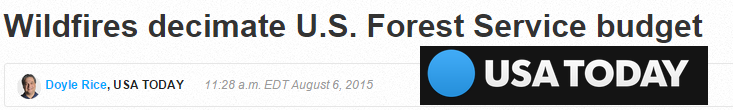 Wildfires decimate U.S. Forest Service budget
Doyle Rice, USA TODAY 11:28 a.m. EDT August 6, 2015
USA TODAY